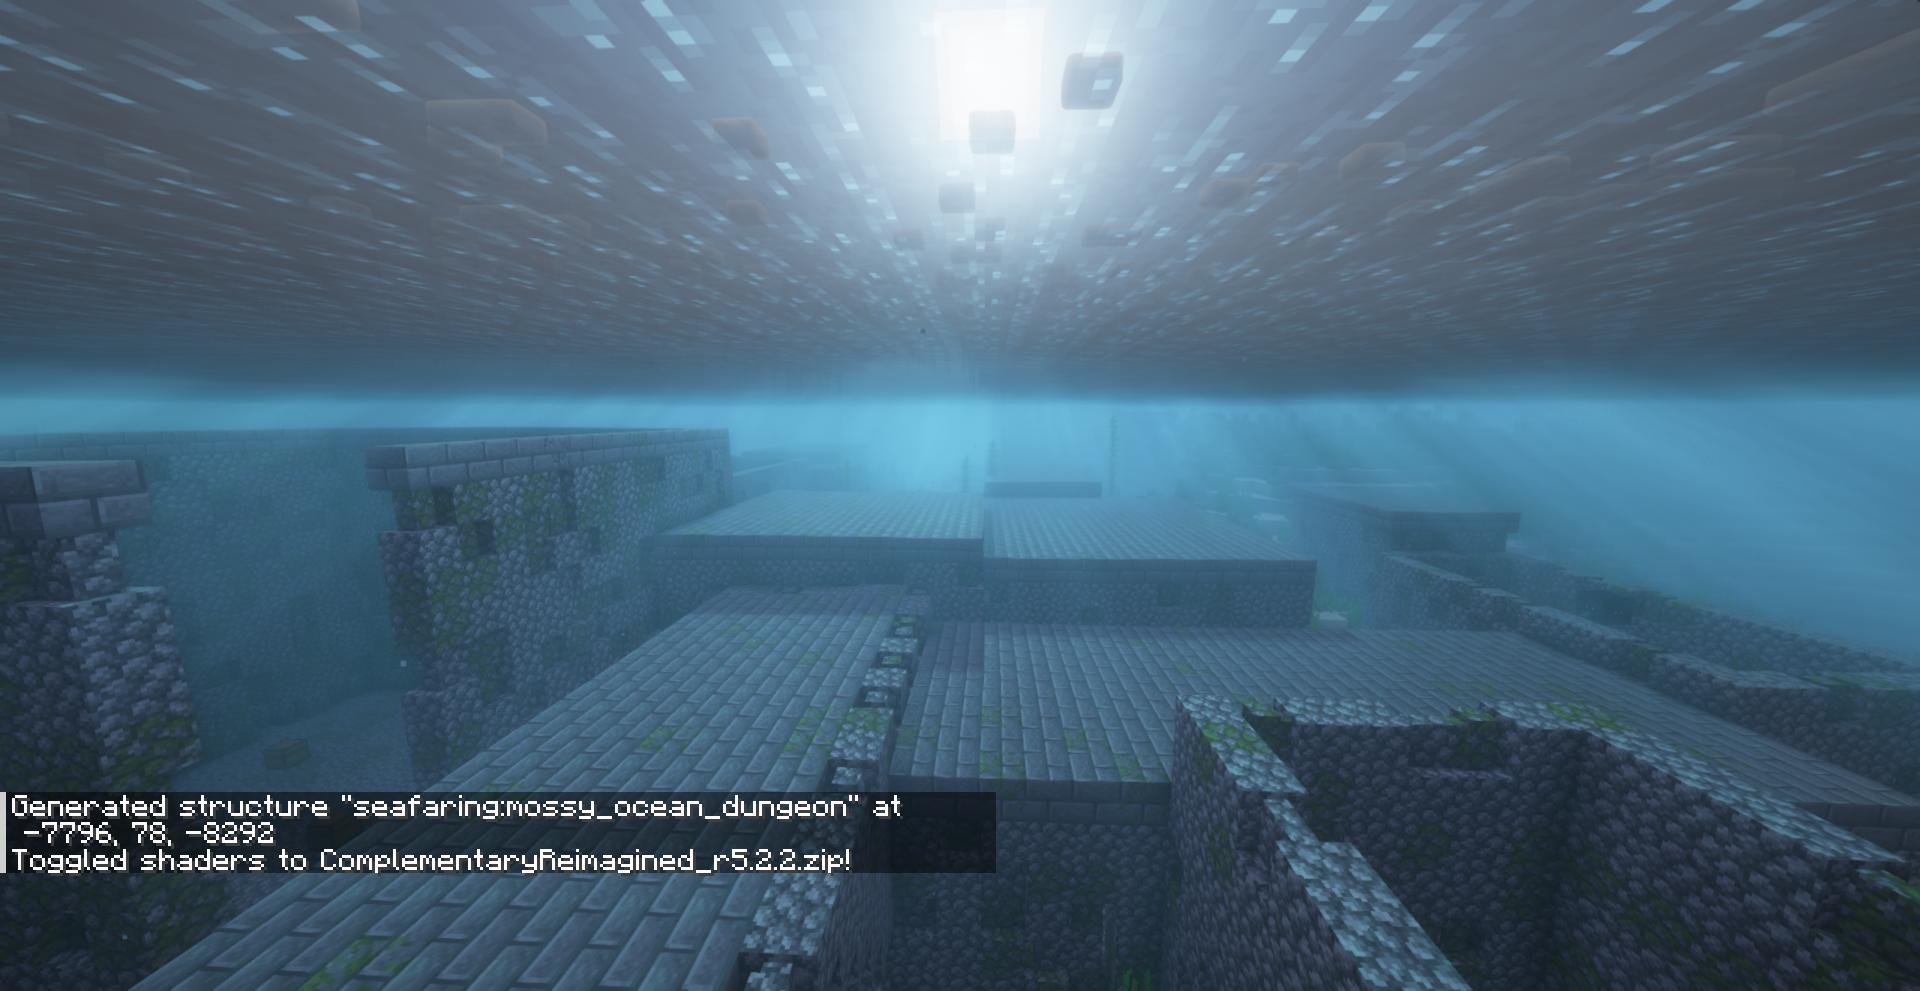 Generated structure "seafaring:mossy_ocean_dungeon" at
-7796, 78, -8292
Toggled shaders to ComplementaryReimagined_r5.2.2.zip!